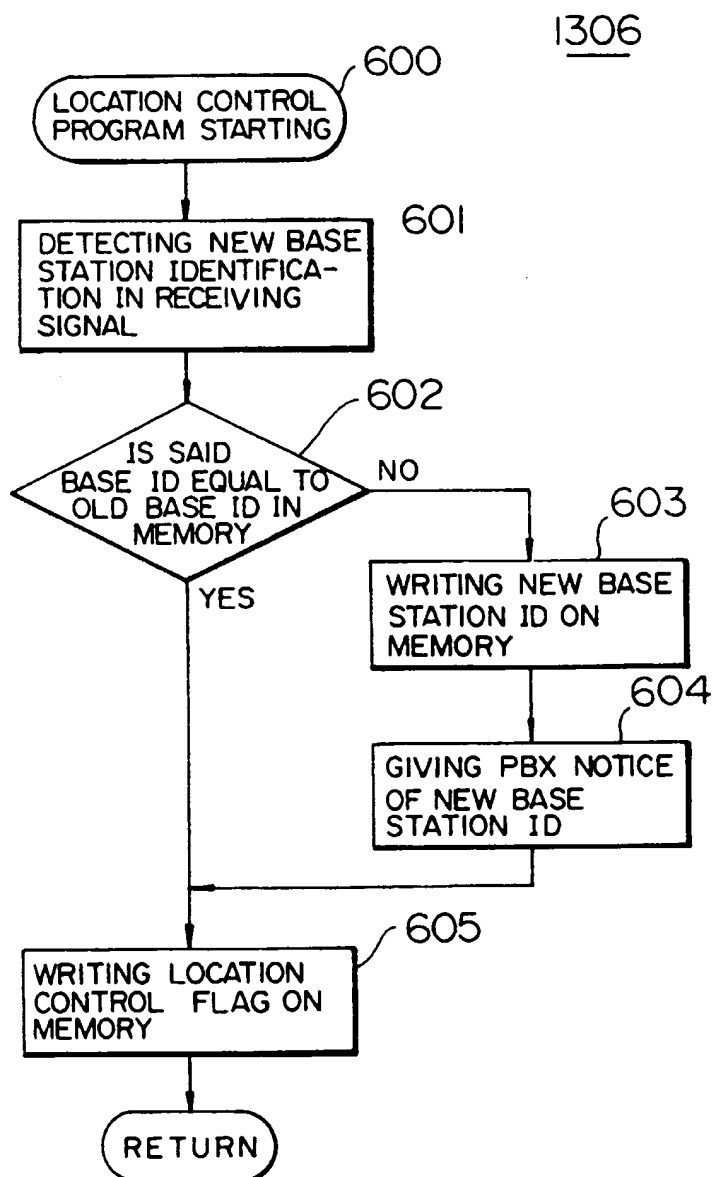 1306
600
LOCATION CONTROL
PROGRAM STARTING
601
DETECTING NEW BASE
STATION IDENTIFICA-
TION IN RECEIVING
SIGNAL
602
IS SAID
BASE ID EQUAL TO
OLD BASE ID IN
MEMORY
NO
YES
603
WRITING NEW BASE
STATION ID ON
MEMORY
604
GIVING PBX NOTICE
OF NEW BASE
STATION ID
605
WRITING LOCATION
CONTROL FLAG ON
MEMORY
RETURN